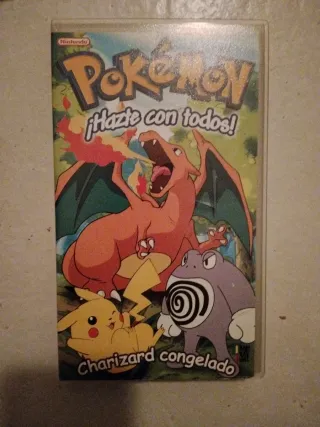 Nintendo
POKéMON
¡Hazte con todos!
Charizard congelado